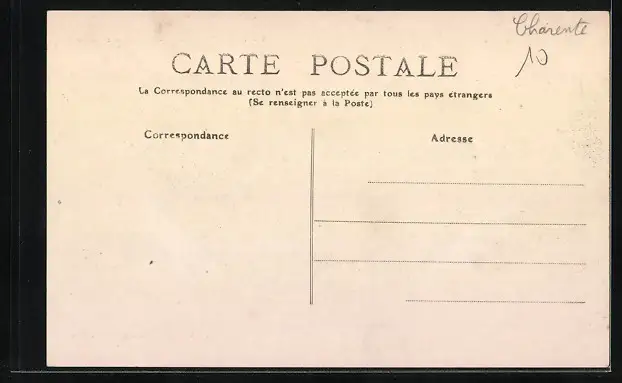 Charente
10
CARTE POSTALE
La Correspondance au recto n'est pas acceptée par tous les pays étrangers
(Se renseigner à la Poste)
Correspondance
Adresse